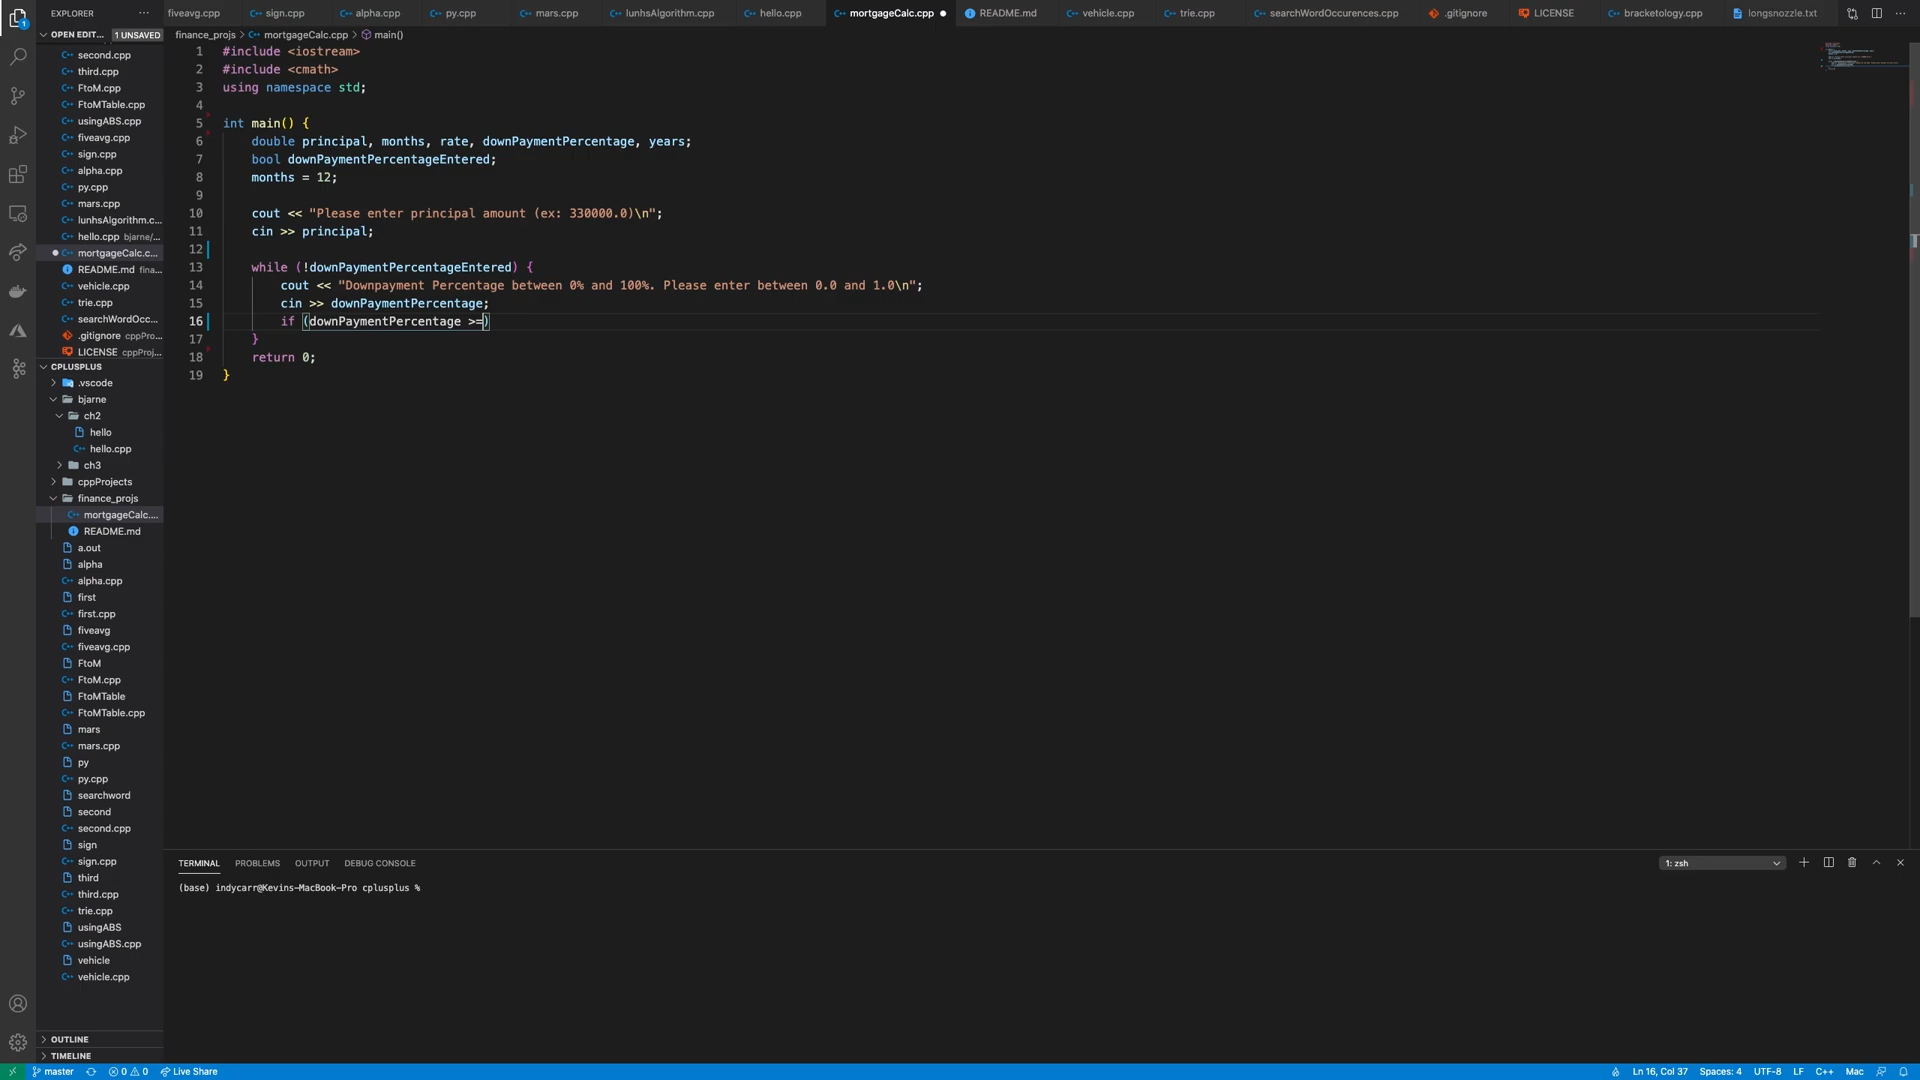 EXPLORER ···
fiveavg.cpp sign.cpp alpha.cpp py.cpp mars.cpp lunhsAlgorithm.cpp hello.cpp mortgageCalc.cpp README.md vehicle.cpp trie.cpp searchWordOccurences.cpp .gitignore LICENSE bracketology.cpp longsnozzle.txt ···
OPEN EDIT... 1 UNSAVED
second.cpp
third.cpp
FtoM.cpp
FtoMTable.cpp
usingABS.cpp
fiveavg.cpp
sign.cpp
alpha.cpp
py.cpp
mars.cpp
lunhsAlgorithm.c...
hello.cpp bjarne/...
mortgageCalc.c...
README.md fina...
vehicle.cpp
trie.cpp
searchWordOcc...
.gitignore cppPro...
LICENSE cppProj...
CPLUSPLUS
.vscode
bjarne
ch2
hello
hello.cpp
ch3
cppProjects
finance_projs
mortgageCalc....
README.md
a.out
alpha
alpha.cpp
first
first.cpp
fiveavg
fiveavg.cpp
FtoM
FtoM.cpp
FtoMTable
FtoMTable.cpp
mars
mars.cpp
py
py.cpp
searchword
second
second.cpp
sign
sign.cpp
third
third.cpp
trie.cpp
usingABS
usingABS.cpp
vehicle
vehicle.cpp
OUTLINE
TIMELINE
finance_projs > mortgageCalc.cpp > main()
1 #include <iostream>
2 #include <cmath>
3 using namespace std;
4
5 int main() {
6 double principal, months, rate, downPaymentPercentage, years;
7 bool downPaymentPercentageEntered;
8 months = 12;
9
10 cout << "Please enter principal amount (ex: 330000.0)\n";
11 cin >> principal;
12
13 while (!downPaymentPercentageEntered) {
14 cout << "Downpayment Percentage between 0% and 100%. Please enter between 0.0 and 1.0\n";
15 cin >> downPaymentPercentage;
16 if (downPaymentPercentage >=)
17 }
18 return 0;
19 }
TERMINAL PROBLEMS OUTPUT DEBUG CONSOLE 1: zsh
(base) indycarr@Kevins-MacBook-Pro cplusplus %
master 0 0 Live Share Ln 16, Col 37 Spaces: 4 UTF-8 LF C++ Mac